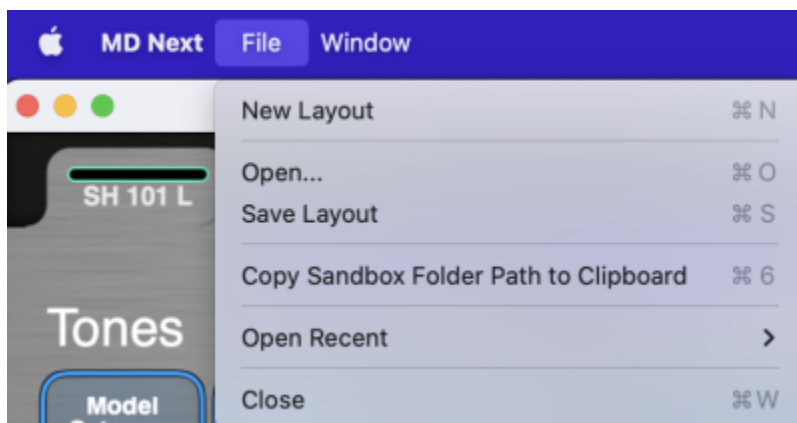 MD Next File Window
New Layout ⌘ N
Open... ⌘ O
Save Layout ⌘ S
Copy Sandbox Folder Path to Clipboard ⌘ 6
Open Recent
Close ⌘ W
SH 101 L
Tones
Model